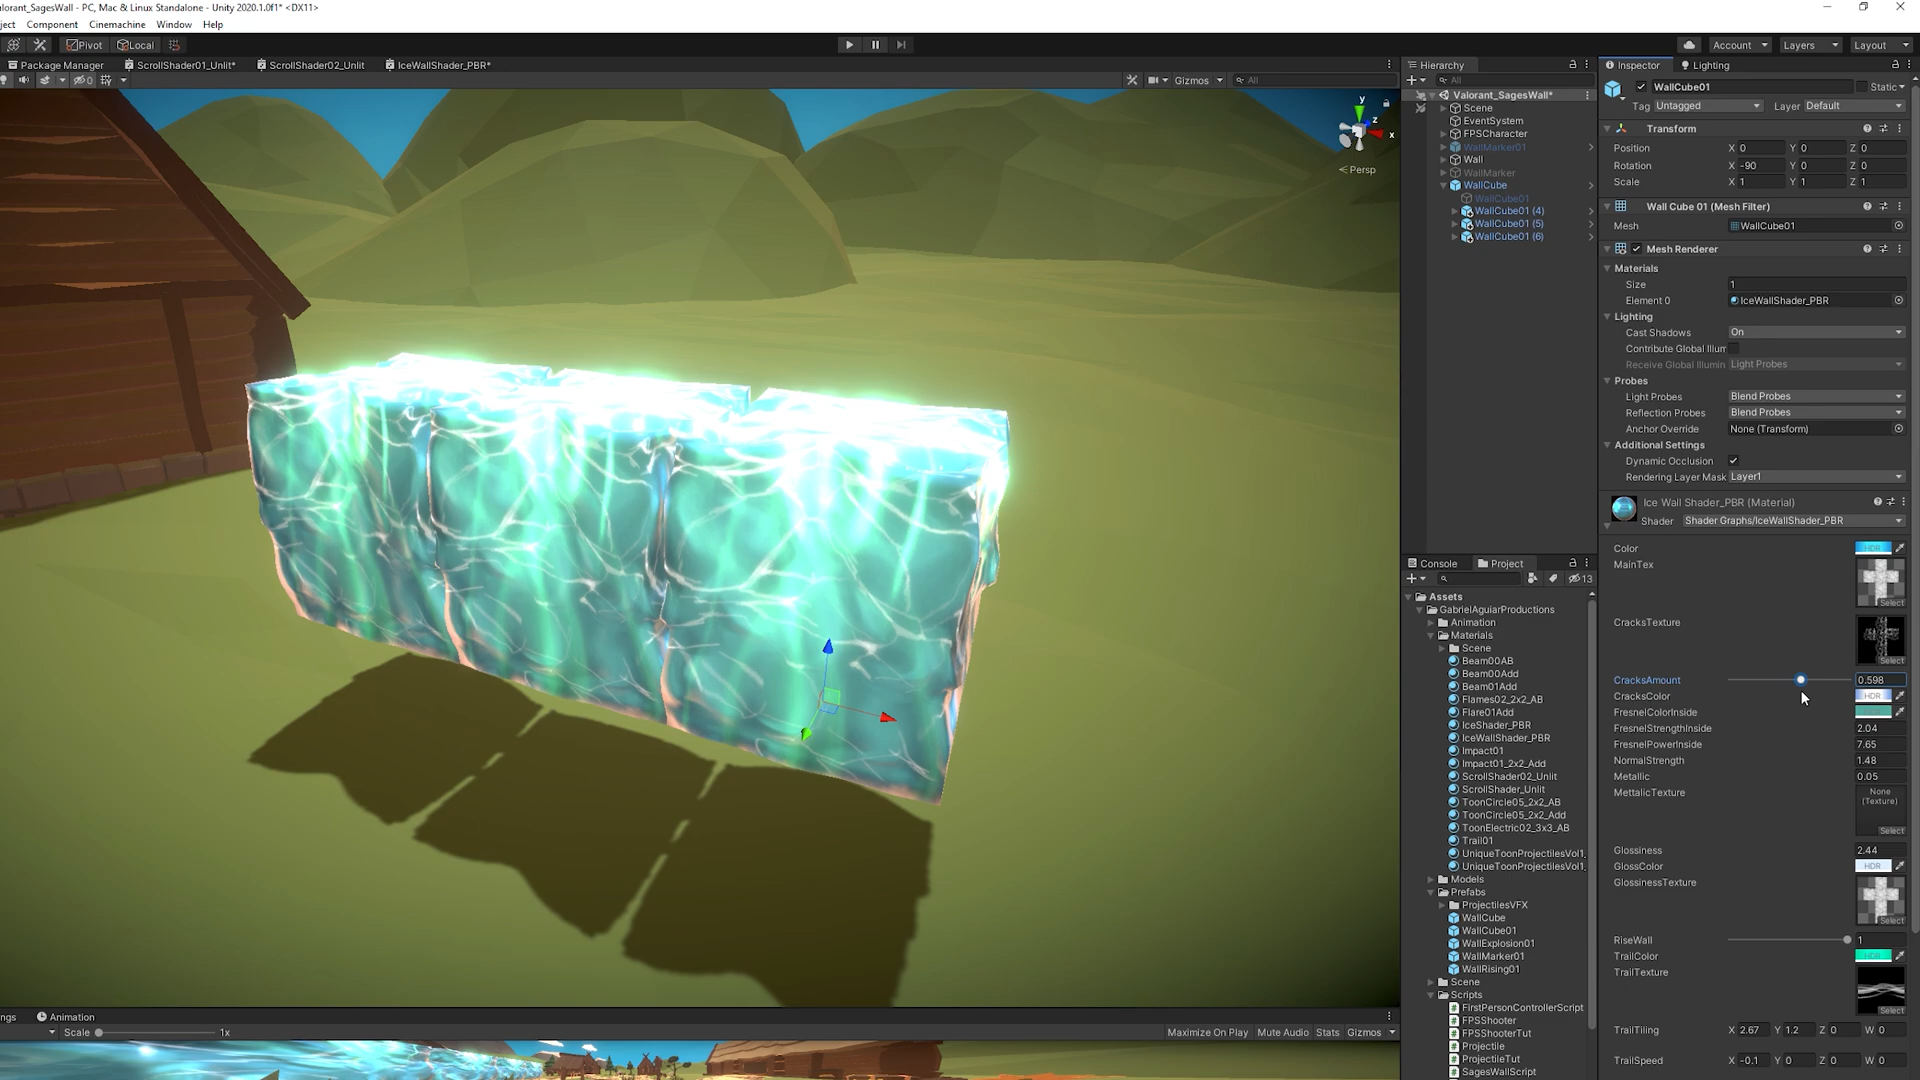 alorant_SagesWall - PC, Mac & Linux Standalone - Unity 2020.1.0f1* <DX11>
ject Component Cinemachine Window Help
Pivot Local Account Layers Layout
Package Manager ScrollShader01_Unlit* ScrollShader02_Unlit IceWallShader_PBR*
0 Gizmos All
y
z
x
Persp
Hierarchy
All
Valorant_SagesWall*
Scene
EventSystem
FPSCharacter
WallMarker01
Wall
WallMarker
WallCube
WallCube01
WallCube01 (4)
WallCube01 (5)
WallCube01 (6)
Console Project
13
Assets
GabrielAguiarProductions
Animation
Materials
Scene
Beam00AB
Beam00Add
Beam01Add
Flames02_2x2_AB
Flare01Add
IceShader_PBR
IceWallShader_PBR
Impact01
Impact01_2x2_Add
ScrollShader02_Unlit
ScrollShader_Unlit
ToonCircle05_2x2_AB
ToonCircle05_2x2_Add
ToonElectric02_3x3_AB
Trail01
UniqueToonProjectilesVol1_
UniqueToonProjectilesVol1_
Models
Prefabs
ProjectilesVFX
WallCube
WallCube01
WallExplosion01
WallMarker01
WallRising01
Scene
Scripts
FirstPersonControllerScript
FPSShooter
FPSShooterTut
Projectile
ProjectileTut
SagesWallScript
Inspector Lighting
WallCube01 Static
Tag Untagged Layer Default
Transform
Position X 0 Y 0 Z 0
Rotation X -90 Y 0 Z 0
Scale X 1 Y 1 Z 1
Wall Cube 01 (Mesh Filter)
Mesh WallCube01
Mesh Renderer
Materials
Size 1
Element 0 IceWallShader_PBR
Lighting
Cast Shadows On
Contribute Global Illum
Receive Global Illumin Light Probes
Probes
Light Probes Blend Probes
Reflection Probes Blend Probes
Anchor Override None (Transform)
Additional Settings
Dynamic Occlusion
Rendering Layer Mask Layer1
Ice Wall Shader_PBR (Material)
Shader Shader Graphs/IceWallShader_PBR
Color HDR
MainTex
Select
CracksTexture
Select
CracksAmount 0.598
CracksColor HDR
FresnelColorInside
FresnelStrengthInside 2.04
FresnelPowerInside 7.65
NormalStrength 1.48
Metallic 0.05
MettalicTexture None (Texture)
Select
Glossiness 2.44
GlossColor HDR
GlossinessTexture
Select
RiseWall 1
TrailColor HDR
TrailTexture
Select
TrailTiling X 2.67 Y 1.2 Z 0 W 0
TrailSpeed X -0.1 Y 0 Z 0 W 0
ngs Animation
Scale 1x Maximize On Play Mute Audio Stats Gizmos